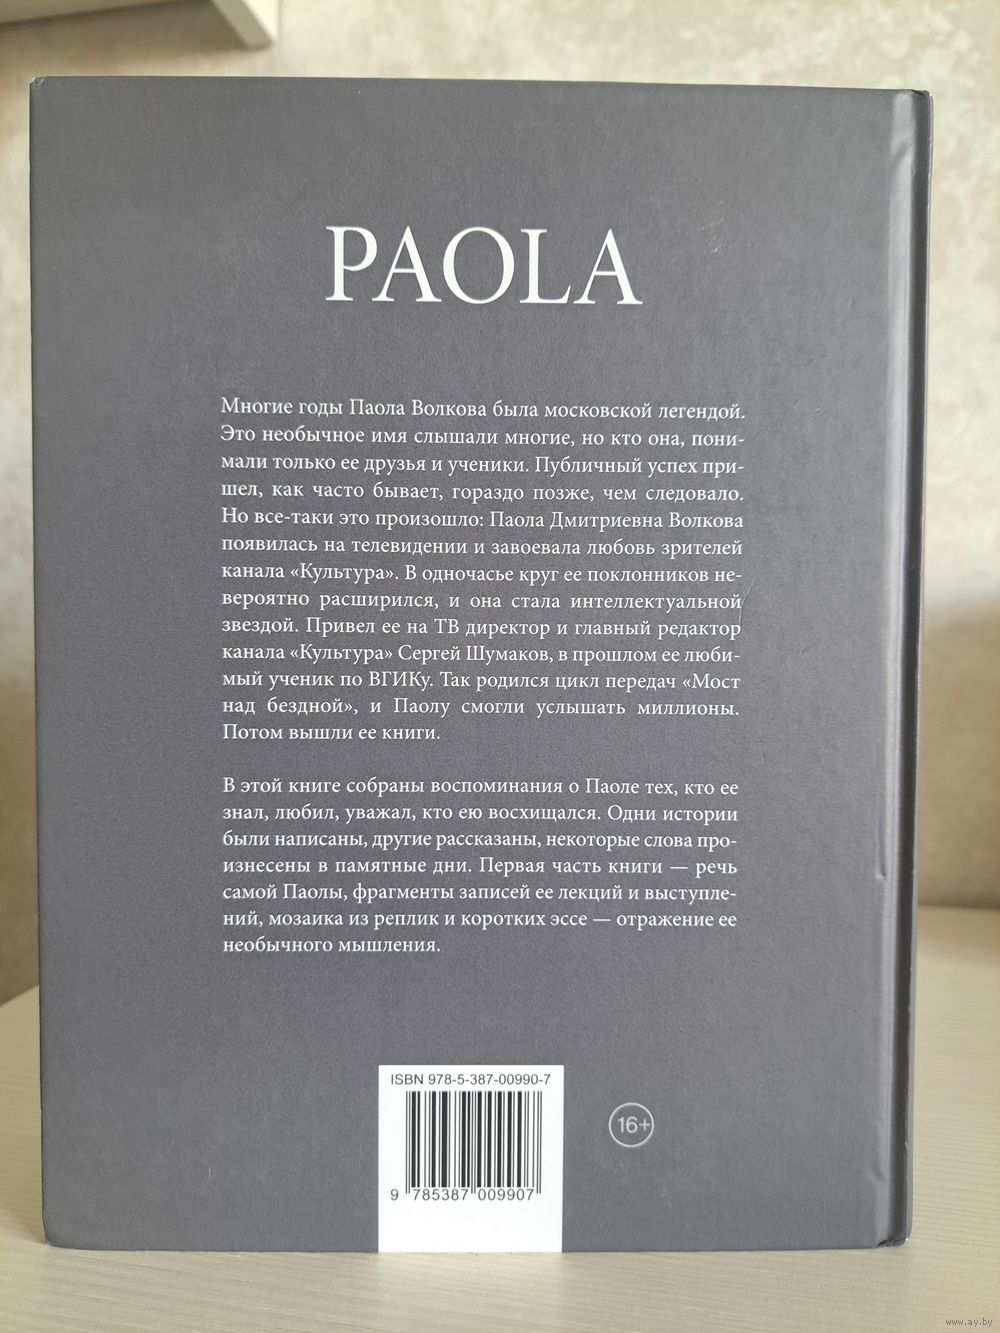 PAOLA
Многие годы Паола Волкова была московской легендой.
Это необычное имя слышали многие, но кто она, пони-
мали только ее друзья и ученики. Публичный успех при-
шел, как часто бывает, гораздо позже, чем следовало.
Но все-таки это произошло: Паола Дмитриевна Волкова
появилась на телевидении и завоевала любовь зрителей
канала «Культура». В одночасье круг ее поклонников не-
вероятно расширился, и она стала интеллектуальной
звездой. Привел ее на ТВ директор и главный редактор
канала «Культура» Сергей Шумаков, в прошлом ее люби-
мый ученик по ВГИКу. Так родился цикл передач «Мост
над бездной», и Паолу смогли услышать миллионы.
Потом вышли ее книги.
В этой книге собраны воспоминания о Паоле тех, кто ее
знал, любил, уважал, кто ею восхищался. Одни истории
были написаны, другие рассказаны, некоторые слова про-
изнесены в памятные дни. Первая часть книги — речь
самой Паолы, фрагменты записей ее лекций и выступле-
ний, мозаика из реплик и коротких эссе — отражение ее
необычного мышления.
ISBN 978-5-387-00990-7
16+
9 785387 009907
www.ay.by